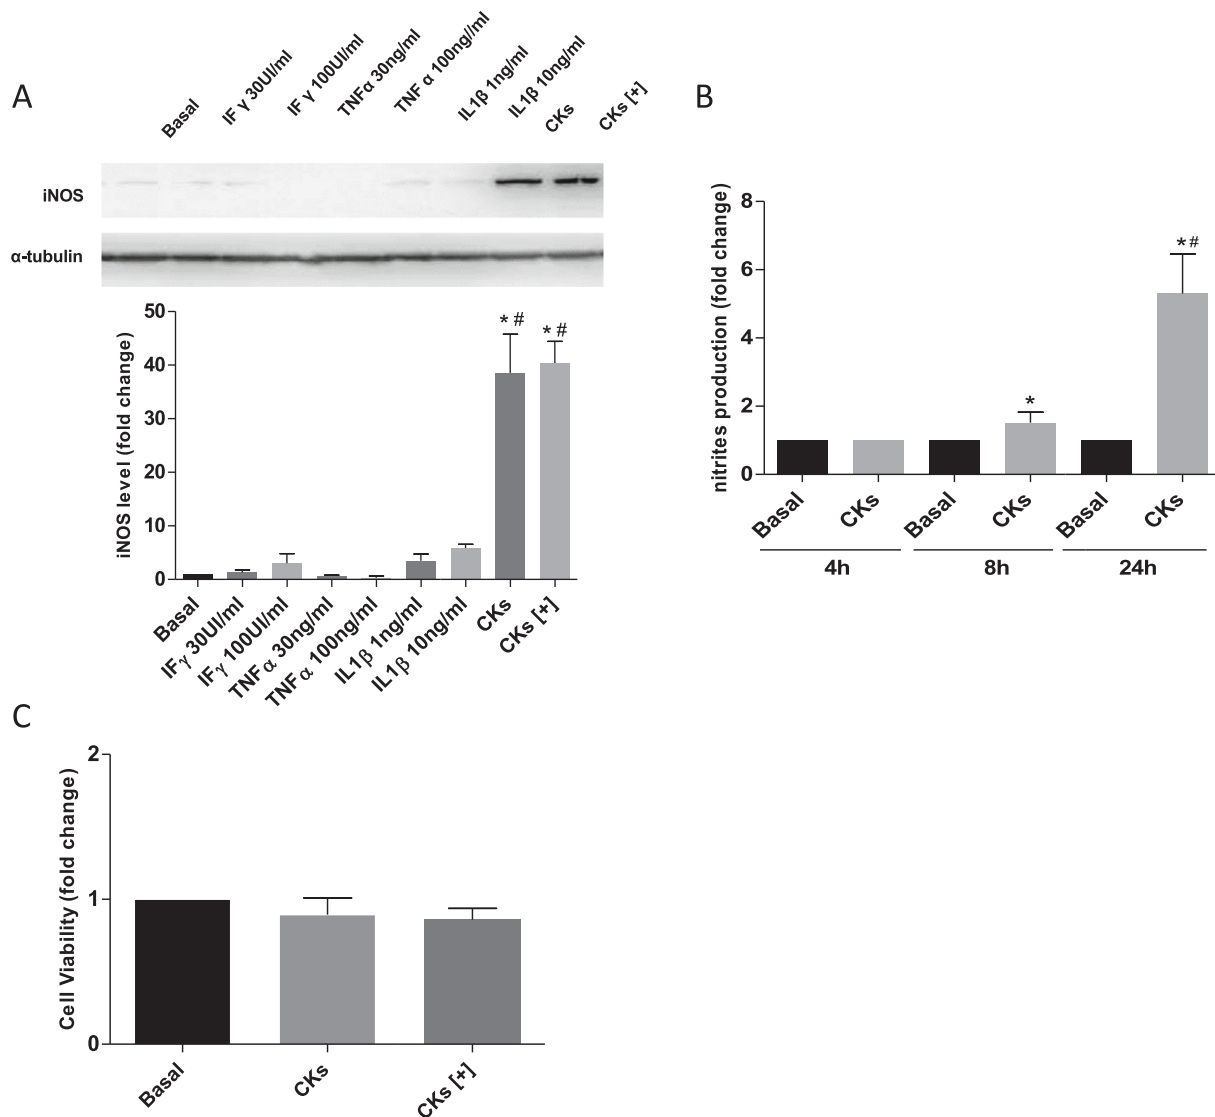 A
Basal
IF γ 30UI/ml
IF γ 100UI/ml
TNFα 30ng/ml
TNF α 100ng//ml
IL1β 1ng/ml
IL1β 10ng/ml
CKs
CKs [+]
iNOS
α-tubulin
iNOS level (fold change)
50
40
30
20
10
0
* #
* #
Basal
IFγ 30UI/ml
IFγ 100UI/ml
TNFα 30ng/ml
TNFα 100ng/ml
IL1β 1ng/ml
IL1β 10ng/ml
CKs
CKs [+]
B
nitrites production (fold change)
8
6
4
2
0
*
* #
Basal
CKs
Basal
CKs
Basal
CKs
4h
8h
24h
C
Cell Viability (fold change)
2
1
0
Basal
CKs
CKs [+]